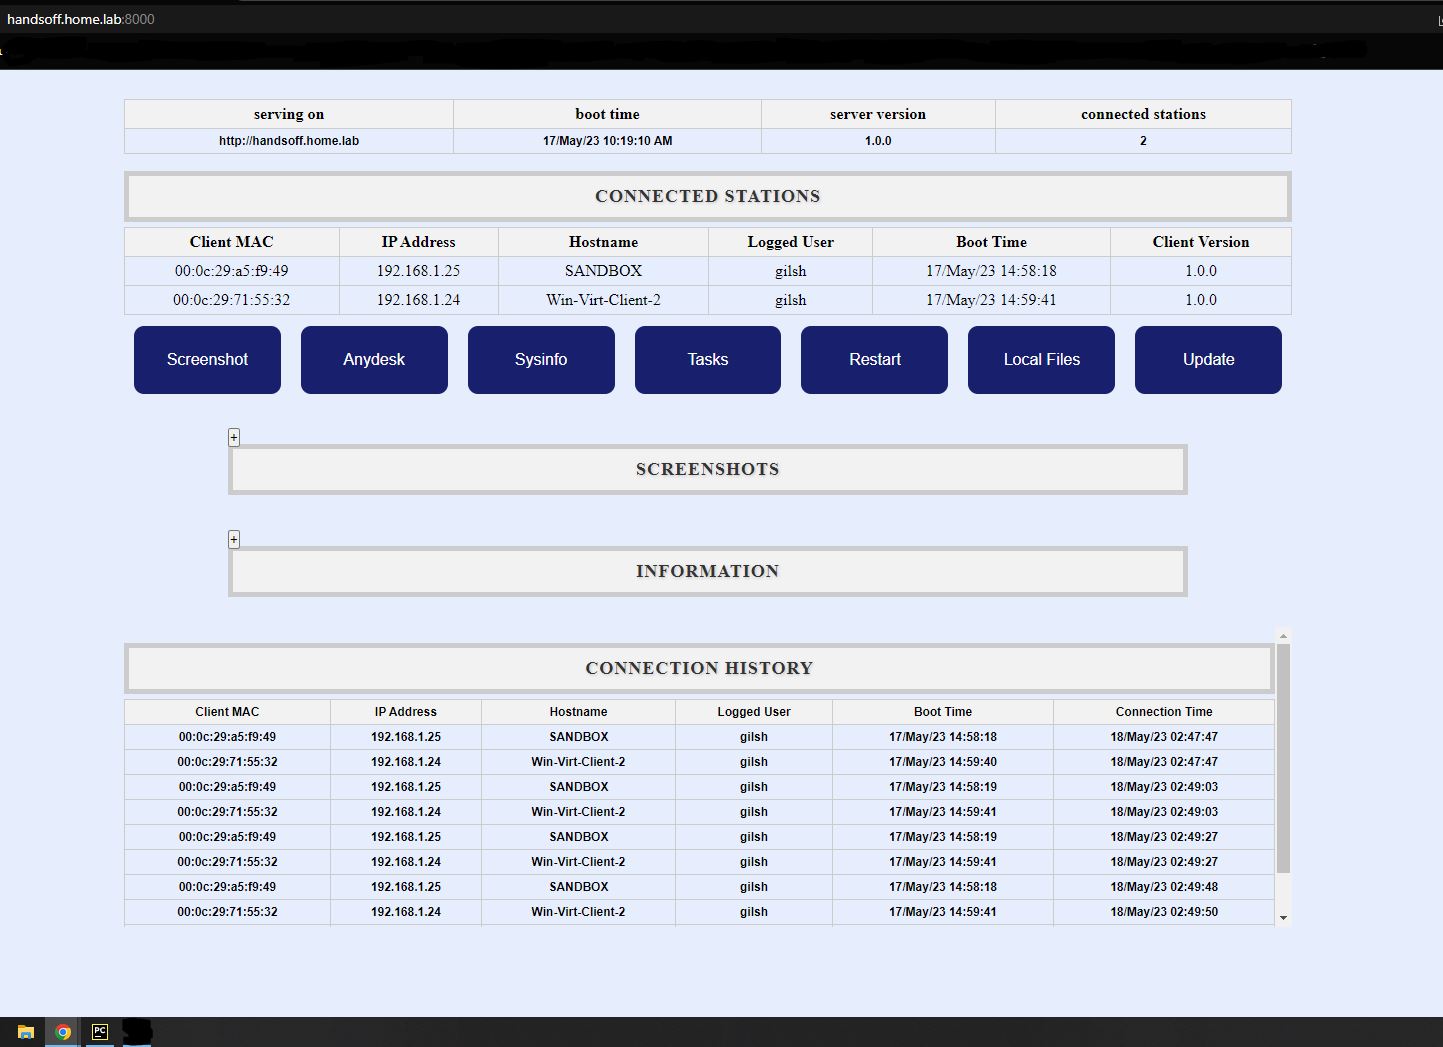 handsoff.home.lab:8000
serving on boot time server version connected stations
http://handsoff.home.lab 17/May/23 10:19:10 AM 1.0.0 2
CONNECTED STATIONS
Client MAC IP Address Hostname Logged User Boot Time Client Version
00:0c:29:a5:f9:49 192.168.1.25 SANDBOX gilsh 17/May/23 14:58:18 1.0.0
00:0c:29:71:55:32 192.168.1.24 Win-Virt-Client-2 gilsh 17/May/23 14:59:41 1.0.0
Screenshot Anydesk Sysinfo Tasks Restart Local Files Update
+
SCREENSHOTS
+
INFORMATION
CONNECTION HISTORY
Client MAC IP Address Hostname Logged User Boot Time Connection Time
00:0c:29:a5:f9:49 192.168.1.25 SANDBOX gilsh 17/May/23 14:58:18 18/May/23 02:47:47
00:0c:29:71:55:32 192.168.1.24 Win-Virt-Client-2 gilsh 17/May/23 14:59:40 18/May/23 02:47:47
00:0c:29:a5:f9:49 192.168.1.25 SANDBOX gilsh 17/May/23 14:58:19 18/May/23 02:49:03
00:0c:29:71:55:32 192.168.1.24 Win-Virt-Client-2 gilsh 17/May/23 14:59:41 18/May/23 02:49:03
00:0c:29:a5:f9:49 192.168.1.25 SANDBOX gilsh 17/May/23 14:58:19 18/May/23 02:49:27
00:0c:29:71:55:32 192.168.1.24 Win-Virt-Client-2 gilsh 17/May/23 14:59:41 18/May/23 02:49:27
00:0c:29:a5:f9:49 192.168.1.25 SANDBOX gilsh 17/May/23 14:58:18 18/May/23 02:49:48
00:0c:29:71:55:32 192.168.1.24 Win-Virt-Client-2 gilsh 17/May/23 14:59:41 18/May/23 02:49:50
PC